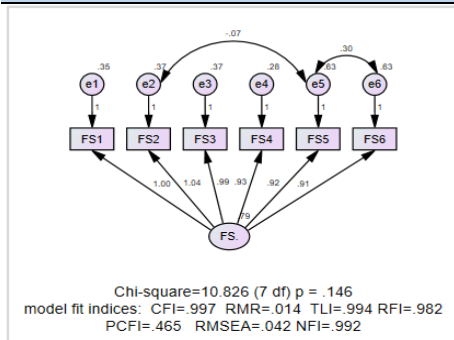 -.07
.30
.35 .37 .37 .28 .63 .63
e1 e2 e3 e4 e5 e6
1 1 1 1 1 1
FS1 FS2 FS3 FS4 FS5 FS6
1.00 1.04 .99 .93 .92 .91
.79
FS.
Chi-square=10.826 (7 df) p = .146
model fit indices: CFI=.997 RMR=.014 TLI=.994 RFI=.982
PCFI=.465 RMSEA=.042 NFI=.992